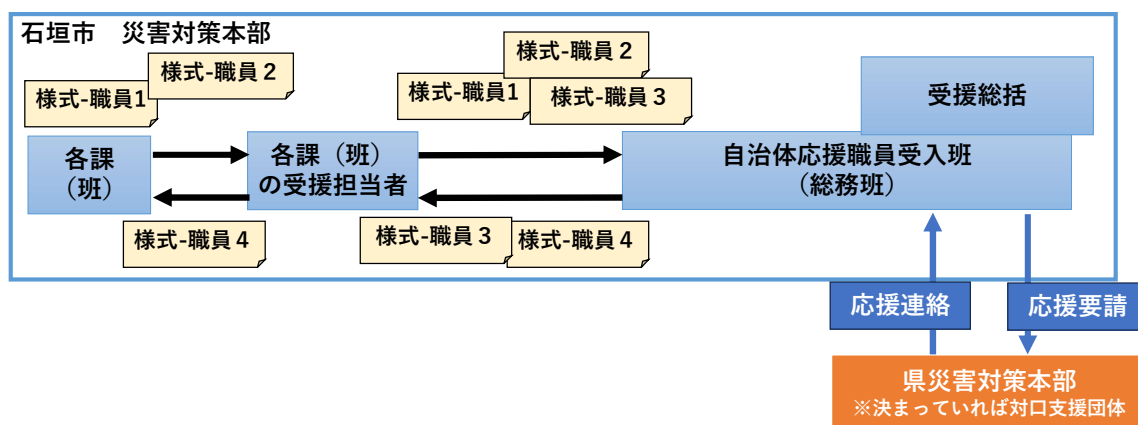 石垣市　災害対策本部
様式-職員1
様式-職員２
様式-職員1
様式-職員２
様式-職員３
受援総括
各課
（班）
各課（班）
の受援担当者
自治体応援職員受入班
（総務班）
様式-職員４
様式-職員３
様式-職員４
応援連絡
応援要請
県災害対策本部
※決まっていれば対口支援団体